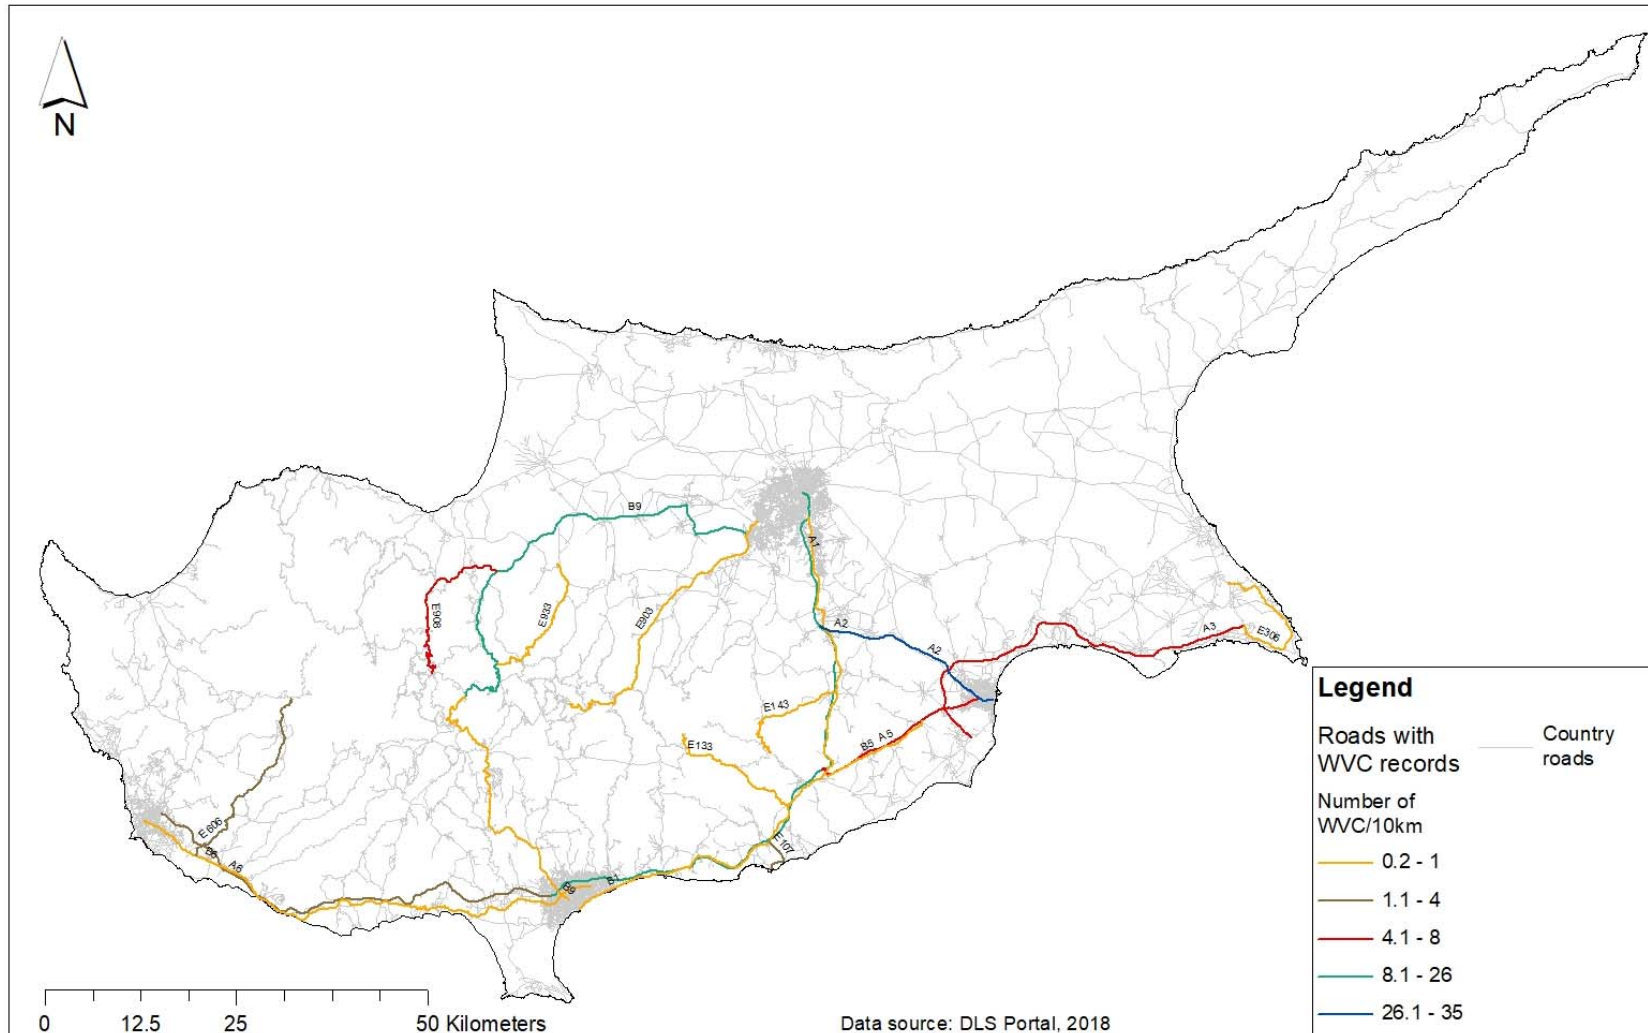 N
B9
A1
E908
E933
E903
A2
A2
A3
E306
E143
E133
B5 A5
E606
B6
A6
E107
B9
B1
Legend
Roads with
WVC records
Country
roads
Number of
WVC/10km
0.2 - 1
1.1 - 4
4.1 - 8
8.1 - 26
26.1 - 35
0 12.5 25 50 Kilometers
Data source: DLS Portal, 2018